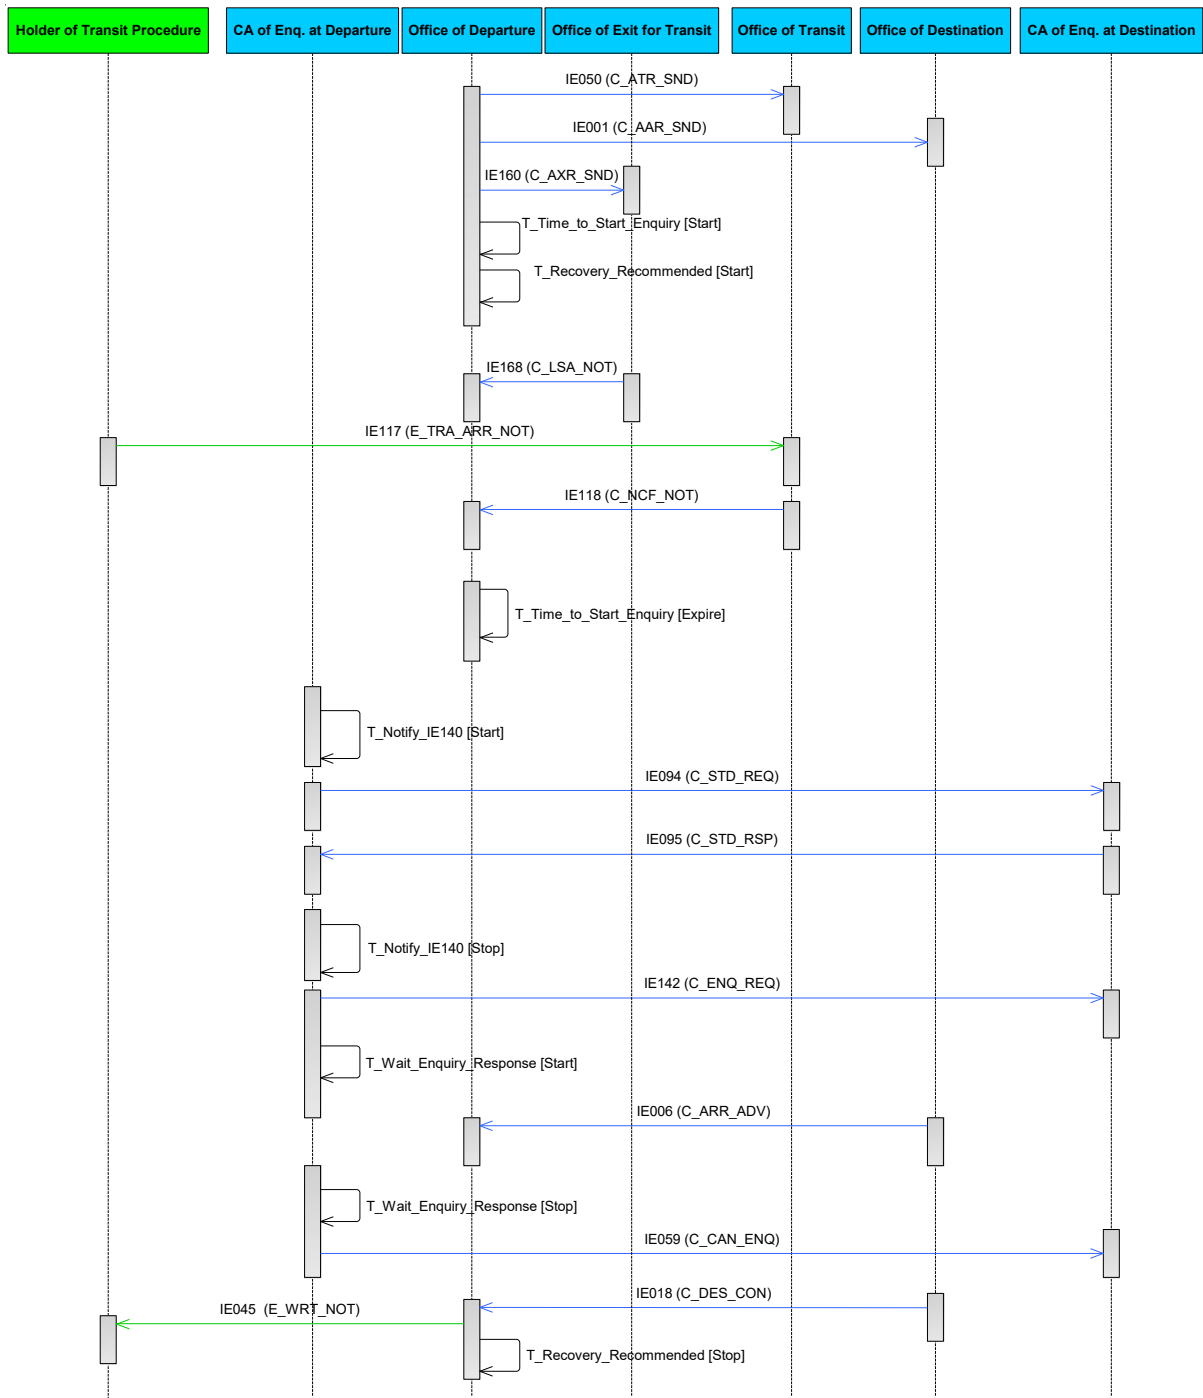 Holder of Transit Procedure
CA of Enq. at Departure
Office of Departure
Office of Exit for Transit
Office of Transit
Office of Destination
CA of Enq. at Destination
IE050 (C_ATR_SND)
IE001 (C_AAR_SND)
IE160 (C_AXR_SND)
T_Time_to_Start_Enquiry [Start]
T_Recovery_Recommended [Start]
IE168 (C_LSA_NOT)
IE117 (E_TRA_ARR_NOT)
IE118 (C_NCF_NOT)
T_Time_to_Start_Enquiry [Expire]
T_Notify_IE140 [Start]
IE094 (C_STD_REQ)
IE095 (C_STD_RSP)
T_Notify_IE140 [Stop]
IE142 (C_ENQ_REQ)
T_Wait_Enquiry_Response [Start]
IE006 (C_ARR_ADV)
T_Wait_Enquiry_Response [Stop]
IE059 (C_CAN_ENQ)
IE018 (C_DES_CON)
IE045 (E_WRT_NOT)
T_Recovery_Recommended [Stop]